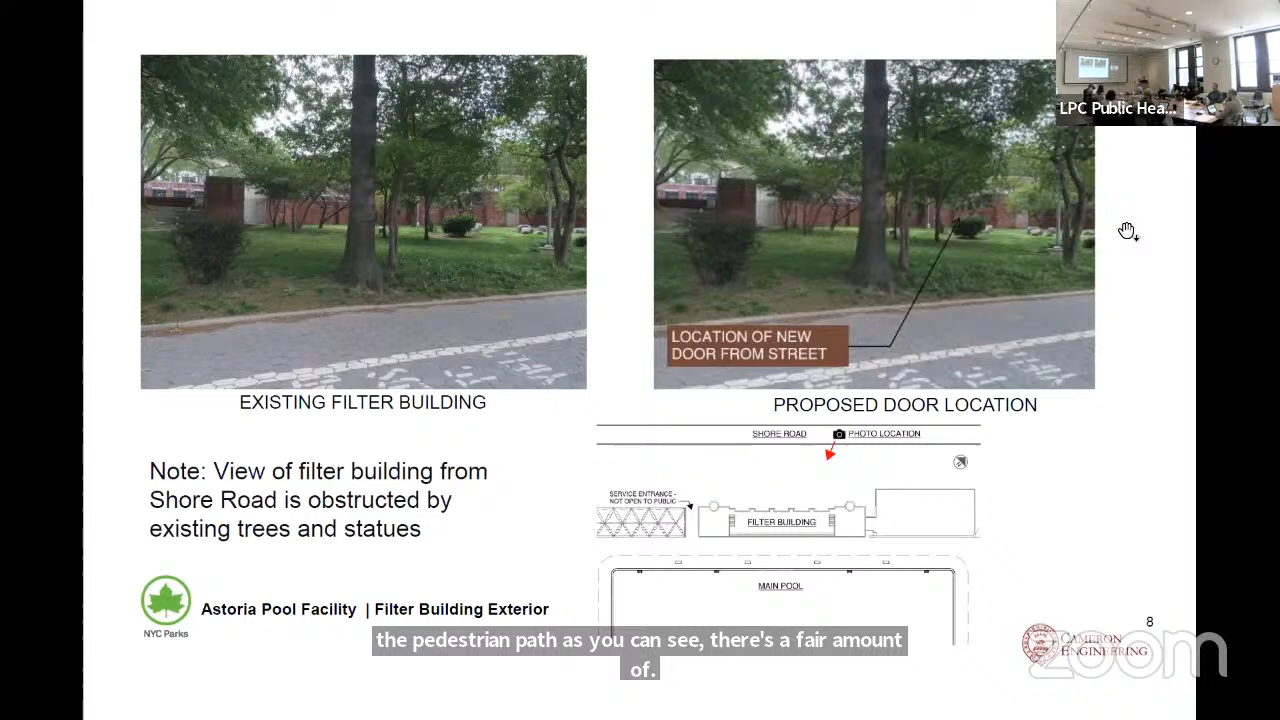 LPC Public Hea...
LOCATION OF NEW
DOOR FROM STREET
EXISTING FILTER BUILDING
PROPOSED DOOR LOCATION
SHORE ROAD
PHOTO LOCATION
Note: View of filter building from
Shore Road is obstructed by
existing trees and statues
SERVICE ENTRANCE -
NOT OPEN TO PUBLIC
FILTER BUILDING
MAIN POOL
NYC Parks
Astoria Pool Facility | Filter Building Exterior
8
CAMERON
ENGINEERING
zoom
the pedestrian path as you can see, there's a fair amount
of.